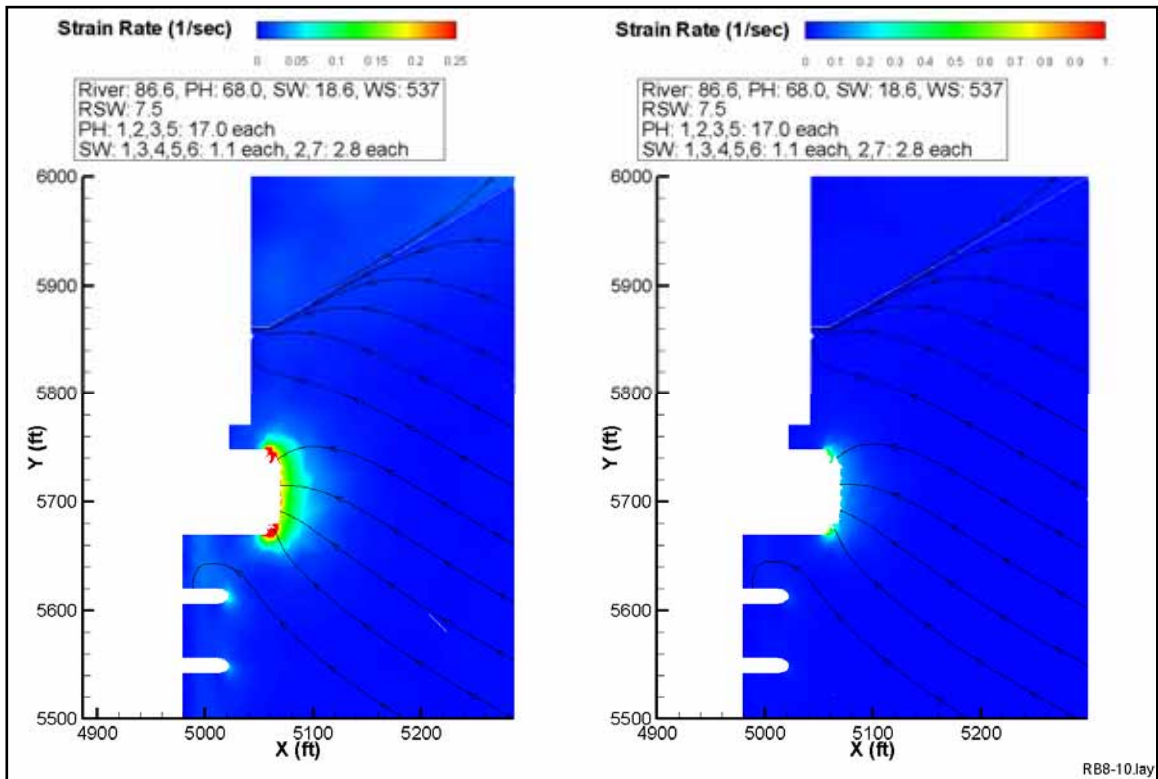 Strain Rate (1/sec)
0 0.05 0.1 0.15 0.2 0.25
River: 86.6, PH: 68.0, SW: 18.6, WS: 537
RSW: 7.5
PH: 1,2,3,5: 17.0 each
SW: 1,3,4,5,6: 1.1 each, 2,7: 2.8 each
6000
5900
5800
5700
5600
5500
Y (ft)
4900 5000 5100 5200
X (ft)
Strain Rate (1/sec)
0 0.1 0.2 0.3 0.4 0.5 0.6 0.7 0.8 0.9 1
River: 86.6, PH: 68.0, SW: 18.6, WS: 537
RSW: 7.5
PH: 1,2,3,5: 17.0 each
SW: 1,3,4,5,6: 1.1 each, 2,7: 2.8 each
6000
5900
5800
5700
5600
5500
Y (ft)
4900 5000 5100 5200
X (ft)
RB8-10.lay